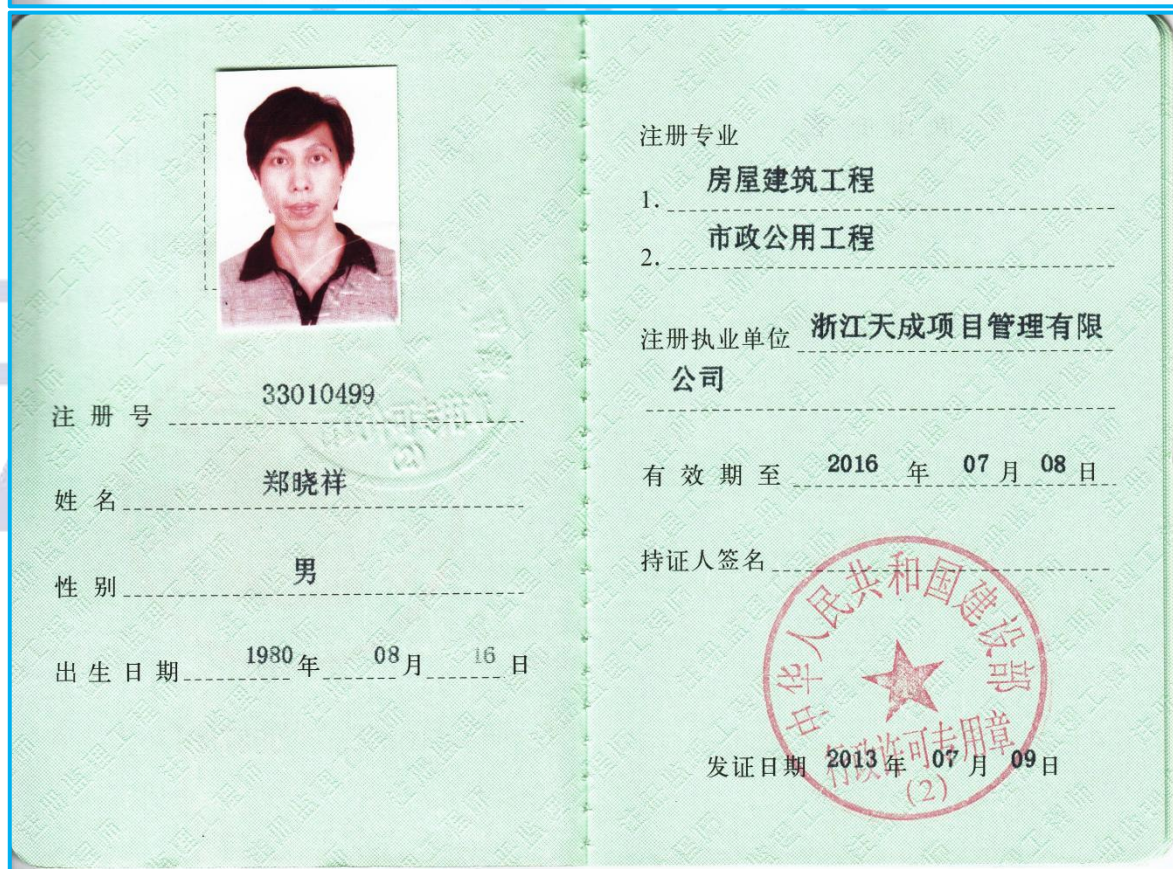 注 册 号 33010499
姓 名 郑晓祥
性 别 男
出 生 日 期 1980 年 08 月 16 日
注册专业
1. 房屋建筑工程
2. 市政公用工程
注册执业单位 浙江天成项目管理有限
公司
有 效 期 至 2016 年 07 月 08 日
持证人签名
中华人民共和国建设部
行政许可专用章
(2)
发证日期 2013 年 07 月 09 日